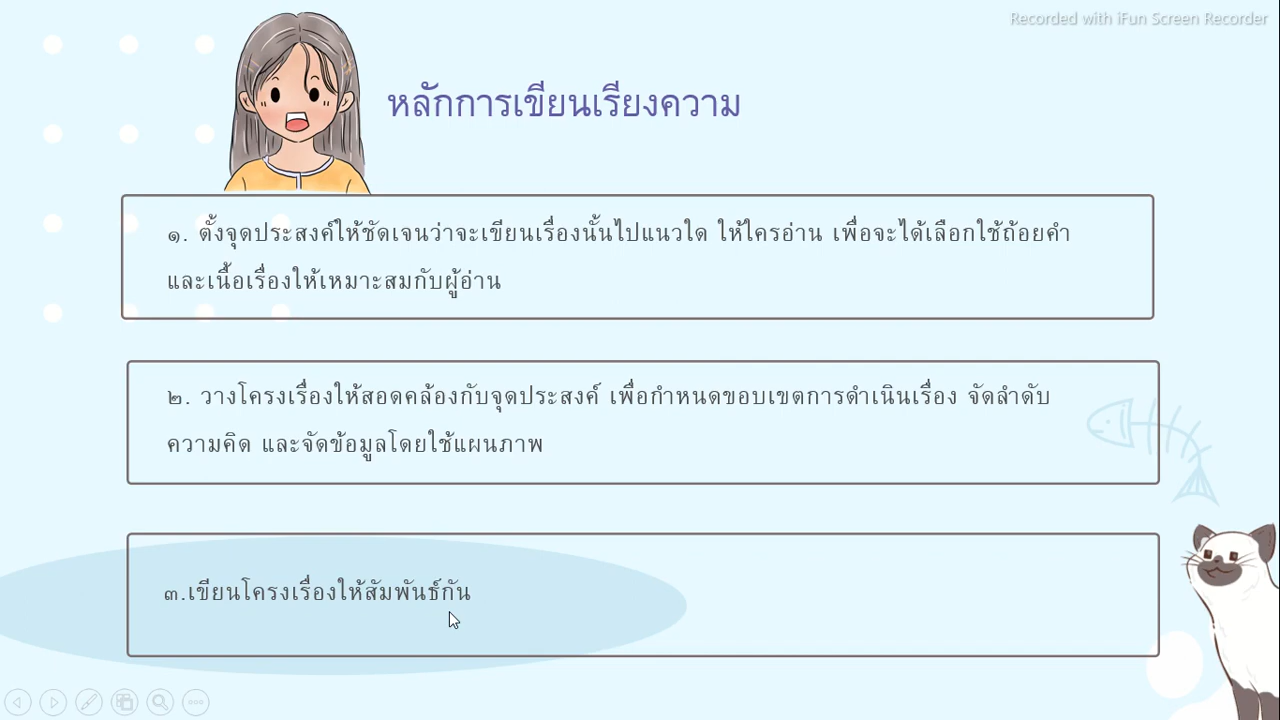 Recorded with iFun Screen Recorder
หลักการเขียนเรียงความ
๑. ตั้งจุดประสงค์ให้ชัดเจนว่าจะเขียนเรื่องนั้นไปแนวใด ให้ใครอ่าน เพื่อจะได้เลือกใช้ถ้อยคำ
และเนื้อเรื่องให้เหมาะสมกับผู้อ่าน
๒. วางโครงเรื่องให้สอดคล้องกับจุดประสงค์ เพื่อกำหนดขอบเขตการดำเนินเรื่อง จัดลำดับ
ความคิด และจัดข้อมูลโดยใช้แผนภาพ
๓.เขียนโครงเรื่องให้สัมพันธ์กัน